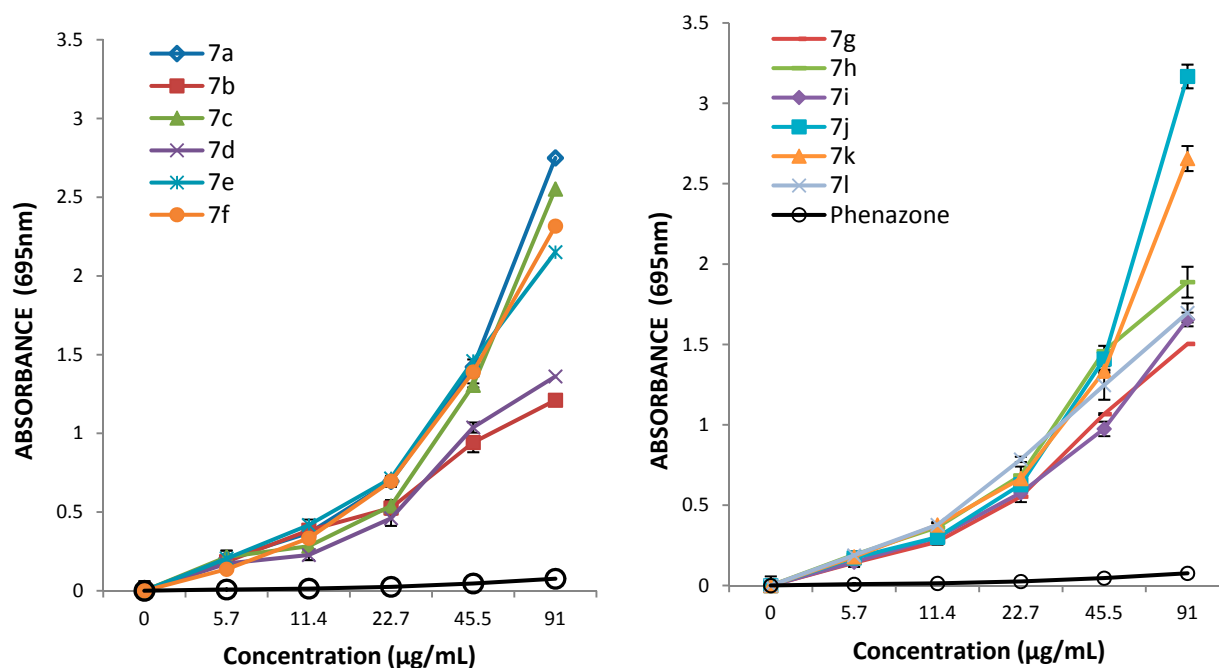 3.5
3
2.5
2
1.5
1
0.5
0
ABSORBANCE (695nm)
7a
7b
7c
7d
7e
7f
0 5.7 11.4 22.7 45.5 91
Concentration (µg/mL)
3.5
3
2.5
2
1.5
1
0.5
0
ABSORBANCE (695nm)
7g
7h
7i
7j
7k
7l
Phenazone
0 5.7 11.4 22.7 45.5 91
Concentration (µg/mL)